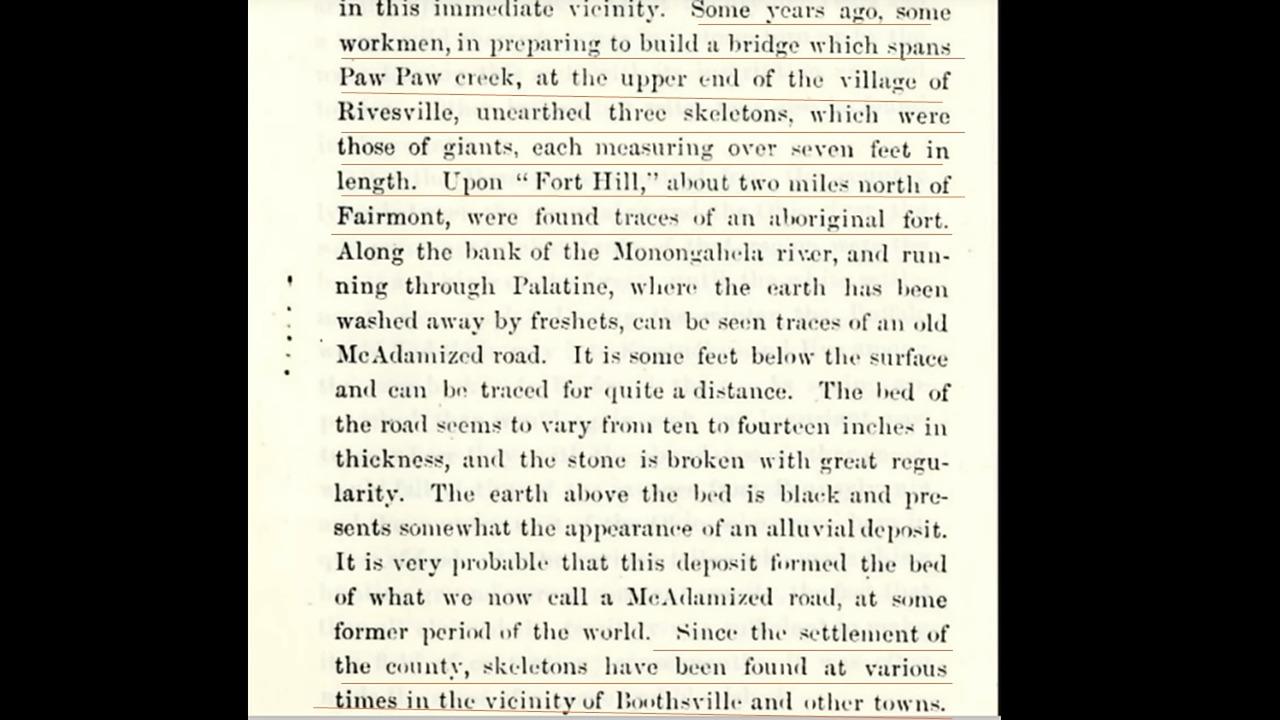 in this immediate vicinity. Some years ago, some
workmen, in preparing to build a bridge which spans
Paw Paw creek, at the upper end of the village of
Rivesville, unearthed three skeletons, which were
those of giants, each measuring over seven feet in
length. Upon “ Fort Hill,” about two miles north of
Fairmont, were found traces of an aboriginal fort.
Along the bank of the Monongahela river, and run-
ning through Palatine, where the earth has been
washed away by freshets, can be seen traces of an old
McAdamized road. It is some feet below the surface
and can be traced for quite a distance. The bed of
the road seems to vary from ten to fourteen inches in
thickness, and the stone is broken with great regu-
larity. The earth above the bed is black and pre-
sents somewhat the appearance of an alluvial deposit.
It is very probable that this deposit formed the bed
of what we now call a McAdamized road, at some
former period of the world. Since the settlement of
the county, skeletons have been found at various
times in the vicinity of Boothsville and other towns.